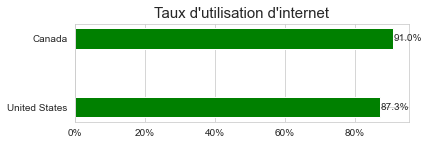 Taux d'utilisation d'internet
Canada
91.0%
United States
87.3%
0%
20%
40%
60%
80%